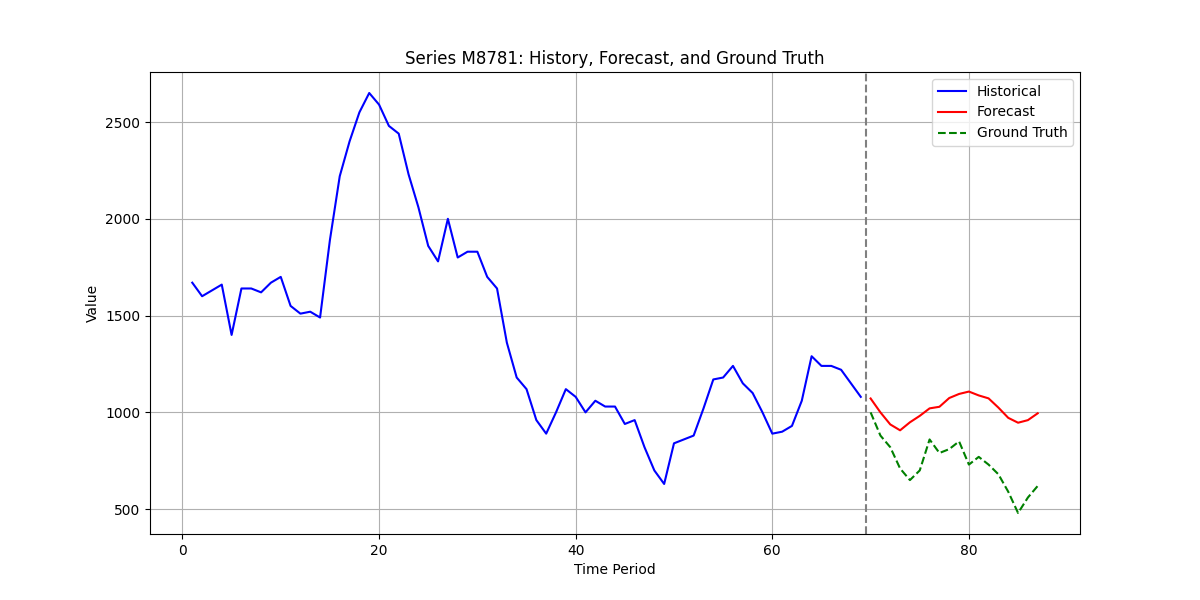 Series M8781: History, Forecast, and Ground Truth
Historical
Forecast
Ground Truth
2500
2000
1500
1000
500
Value
0 20 40 60 80
Time Period